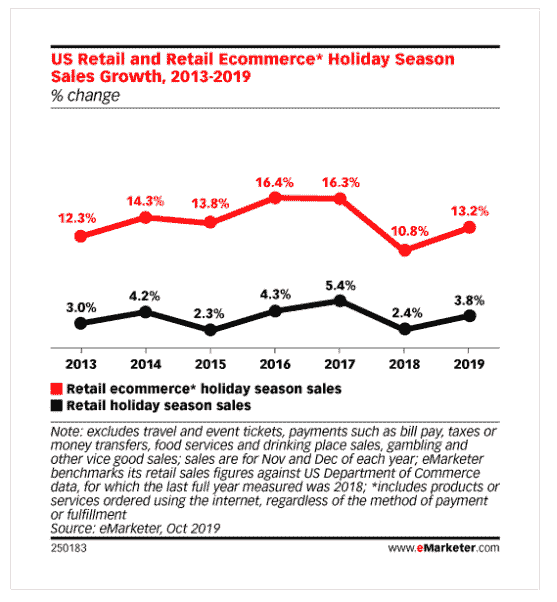 US Retail and Retail Ecommerce* Holiday Season
Sales Growth, 2013-2019
% change
12.3%
14.3%
13.8%
16.4%
16.3%
10.8%
13.2%
3.0%
4.2%
2.3%
4.3%
5.4%
2.4%
3.8%
2013 2014 2015 2016 2017 2018 2019
Retail ecommerce* holiday season sales
Retail holiday season sales
Note: excludes travel and event tickets, payments such as bill pay, taxes or
money transfers, food services and drinking place sales, gambling and
other vice good sales; sales are for Nov and Dec of each year; eMarketer
benchmarks its retail sales figures against US Department of Commerce
data, for which the last full year measured was 2018; *includes products or
services ordered using the internet, regardless of the method of payment
or fulfillment
Source: eMarketer, Oct 2019
250183 www.eMarketer.com